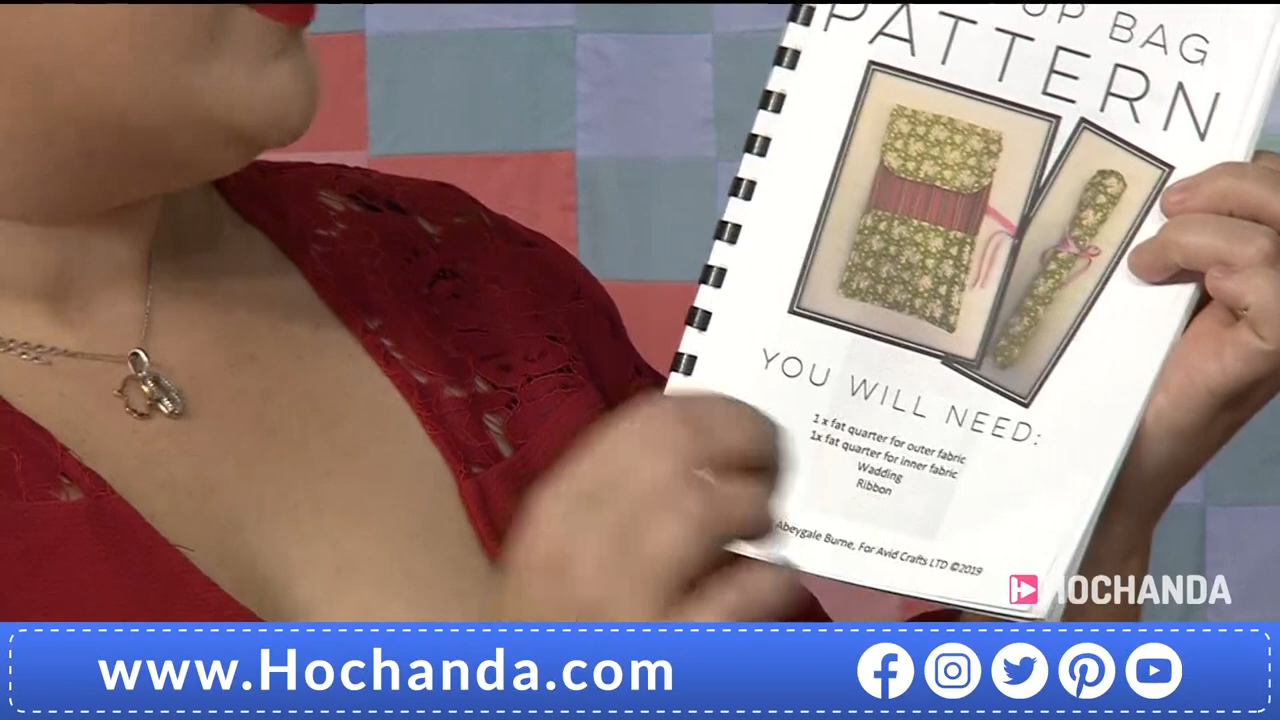 UP BAG
PATTERN
YOU WILL NEED:
1 x fat quarter for outer fabric
1x fat quarter for inner fabric
Wadding
Ribbon
Abeygale Burne, For Avid Crafts LTD ©2019
HOCHANDA
www.Hochanda.com